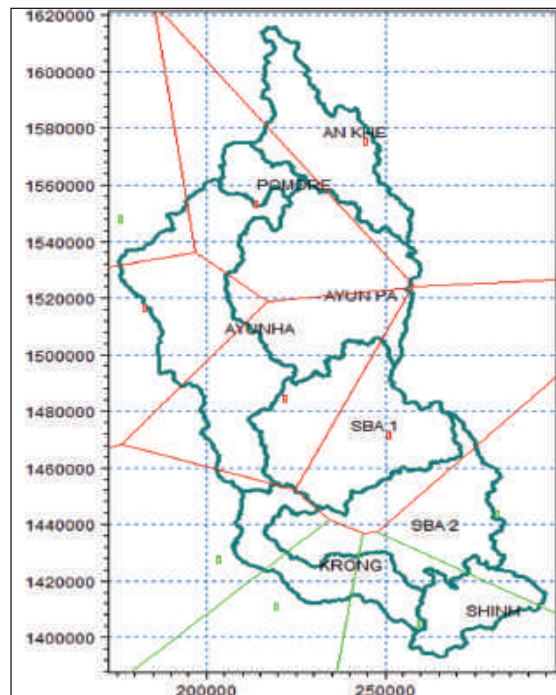 1620000
1600000
1580000
AN KHE
1560000
POMORE
1540000
1520000
AYUN PA
AYUNHA
1500000
1480000
SBA 1
1460000
1440000
SBA 2
KRONG
1420000
SHINH
1400000
200000
250000